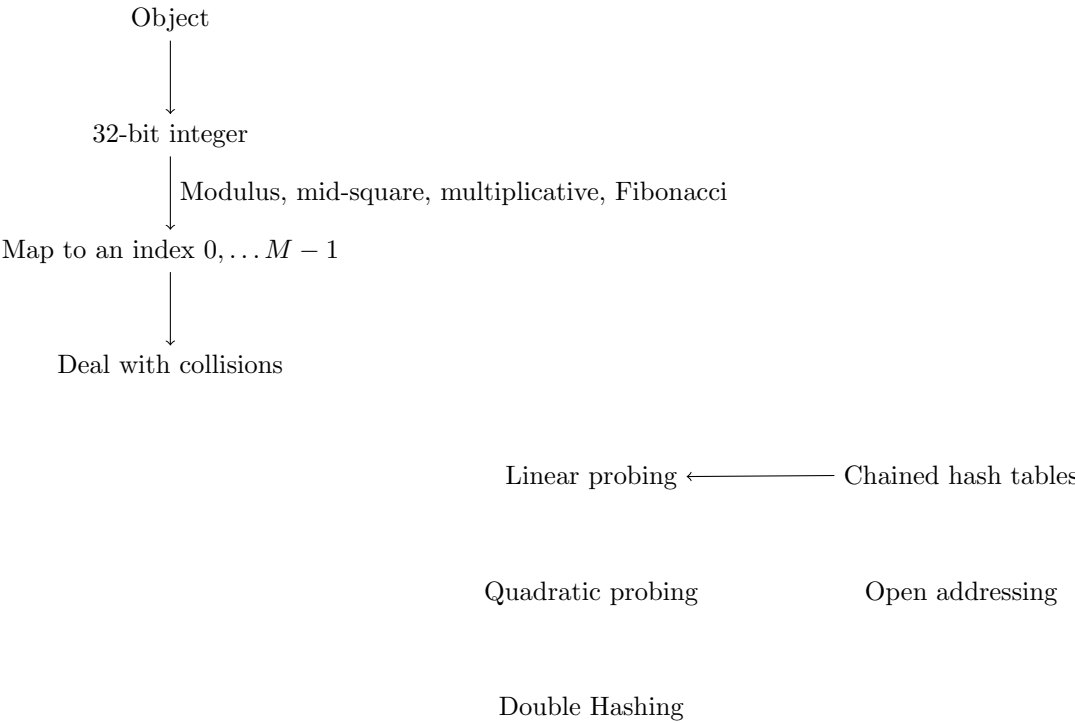 Object
32-bit integer
Modulus, mid-square, multiplicative, Fibonacci
Map to an index 0, . . . M − 1
Deal with collisions
Linear probing
Chained hash tables
Quadratic probing
Open addressing
Double Hashing